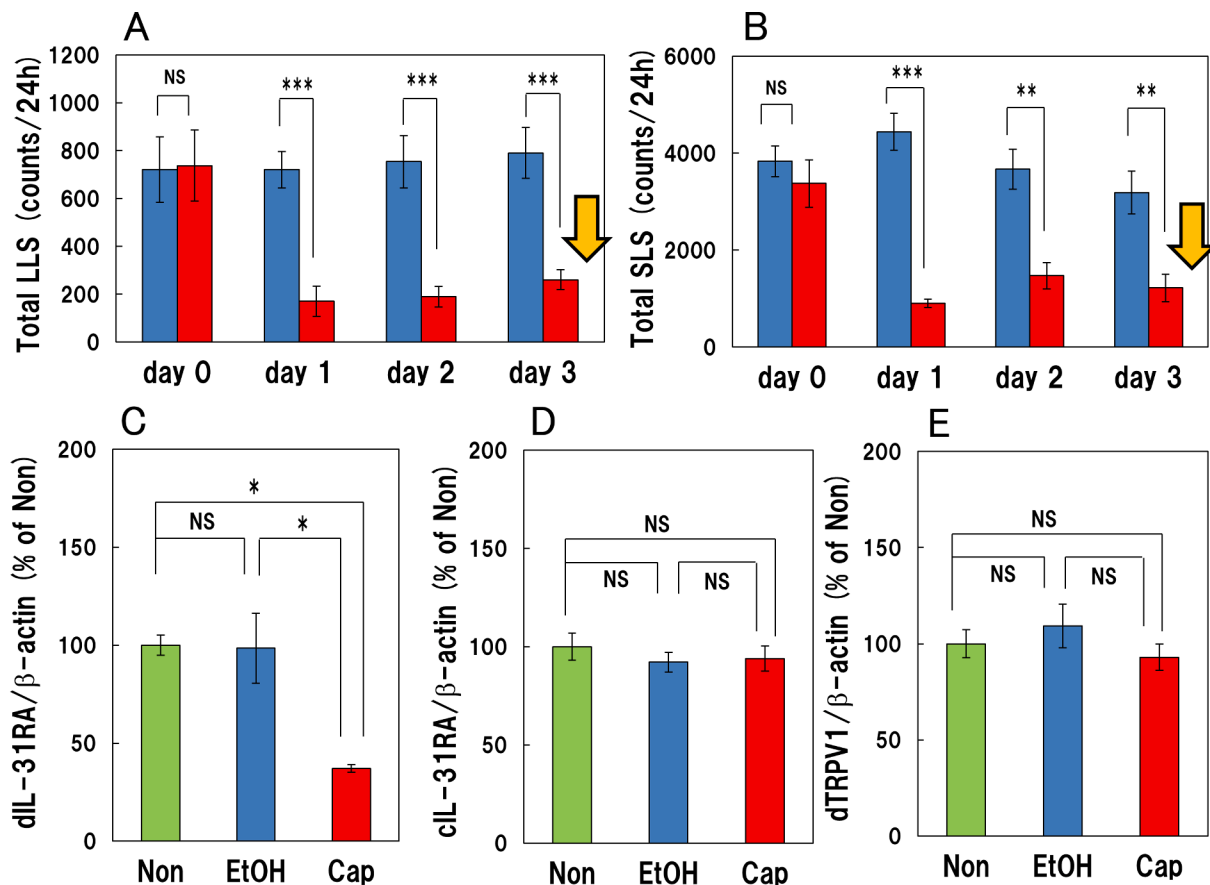 A
Total LLS (counts/24h)
1200
1000
800
600
400
200
0
NS
***
***
***
day 0
day 1
day 2
day 3
B
Total SLS (counts/24h)
6000
4000
2000
0
NS
***
**
**
day 0
day 1
day 2
day 3
C
dIL-31RA/β-actin (% of Non)
200
150
100
50
0
*
NS
*
Non
EtOH
Cap
D
cIL-31RA/β-actin (% of Non)
200
150
100
50
0
NS
NS
NS
Non
EtOH
Cap
E
dTRPV1/β-actin (% of Non)
200
150
100
50
0
NS
NS
NS
Non
EtOH
Cap